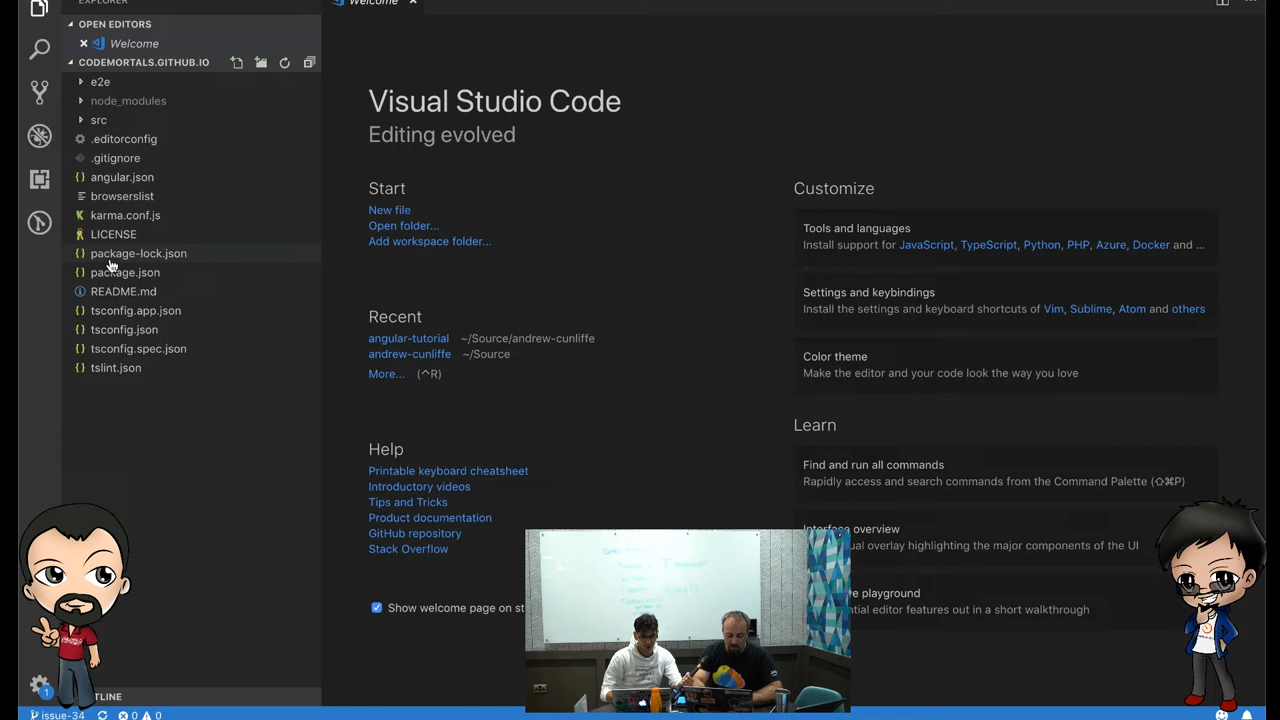 EXPLORER
Welcome
OPEN EDITORS
Welcome
CODEMORTALS.GITHUB.IO
e2e
node_modules
src
.editorconfig
.gitignore
angular.json
browserslist
karma.conf.js
LICENSE
package-lock.json
package.json
README.md
tsconfig.app.json
tsconfig.json
tsconfig.spec.json
tslint.json
Visual Studio Code
Editing evolved
Start
New file
Open folder...
Add workspace folder...
Recent
angular-tutorial ~/Source/andrew-cunliffe
andrew-cunliffe ~/Source
More... (^R)
Help
Printable keyboard cheatsheet
Introductory videos
Tips and Tricks
Product documentation
GitHub repository
Stack Overflow
Show welcome page on st
Customize
Tools and languages
Install support for JavaScript, TypeScript, Python, PHP, Azure, Docker and ...
Settings and keybindings
Install the settings and keyboard shortcuts of Vim, Sublime, Atom and others
Color theme
Make the editor and your code look the way you love
Learn
Find and run all commands
Rapidly access and search commands from the Command Palette (⇧⌘P)
Interface overview
ual overlay highlighting the major components of the UI
ve playground
ntial editor features out in a short walkthrough
TLINE
1
issue-34 0 0